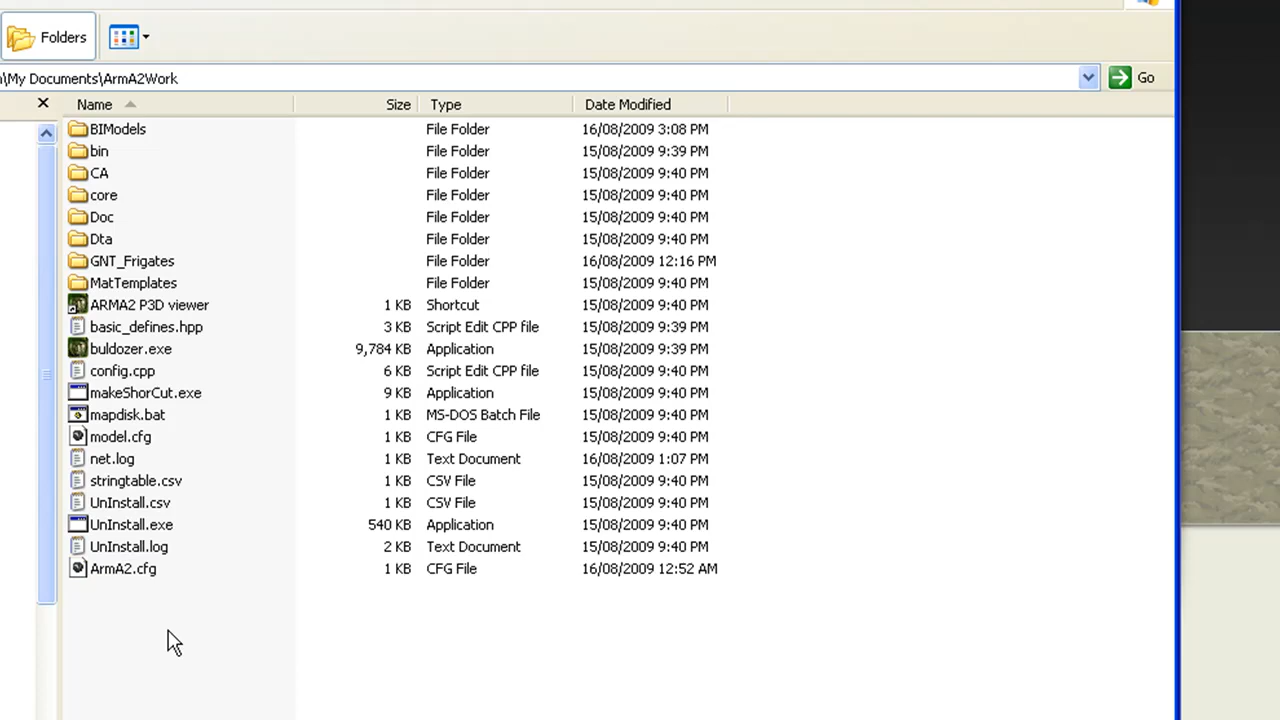 Folders
\My Documents\ArmA2Work Go
Name Size Type Date Modified
BIModels File Folder 16/08/2009 3:08 PM
bin File Folder 15/08/2009 9:39 PM
CA File Folder 15/08/2009 9:40 PM
core File Folder 15/08/2009 9:40 PM
Doc File Folder 15/08/2009 9:40 PM
Dta File Folder 15/08/2009 9:40 PM
GNT_Frigates File Folder 16/08/2009 12:16 PM
MatTemplates File Folder 15/08/2009 9:40 PM
ARMA2 P3D viewer 1 KB Shortcut 15/08/2009 9:40 PM
basic_defines.hpp 3 KB Script Edit CPP file 15/08/2009 9:39 PM
buldozer.exe 9,784 KB Application 15/08/2009 9:39 PM
config.cpp 6 KB Script Edit CPP file 15/08/2009 9:40 PM
makeShorCut.exe 9 KB Application 15/08/2009 9:40 PM
mapdisk.bat 1 KB MS-DOS Batch File 15/08/2009 9:40 PM
model.cfg 1 KB CFG File 15/08/2009 9:40 PM
net.log 1 KB Text Document 16/08/2009 1:07 PM
stringtable.csv 1 KB CSV File 15/08/2009 9:40 PM
UnInstall.csv 1 KB CSV File 15/08/2009 9:40 PM
UnInstall.exe 540 KB Application 15/08/2009 9:40 PM
UnInstall.log 2 KB Text Document 15/08/2009 9:40 PM
ArmA2.cfg 1 KB CFG File 16/08/2009 12:52 AM